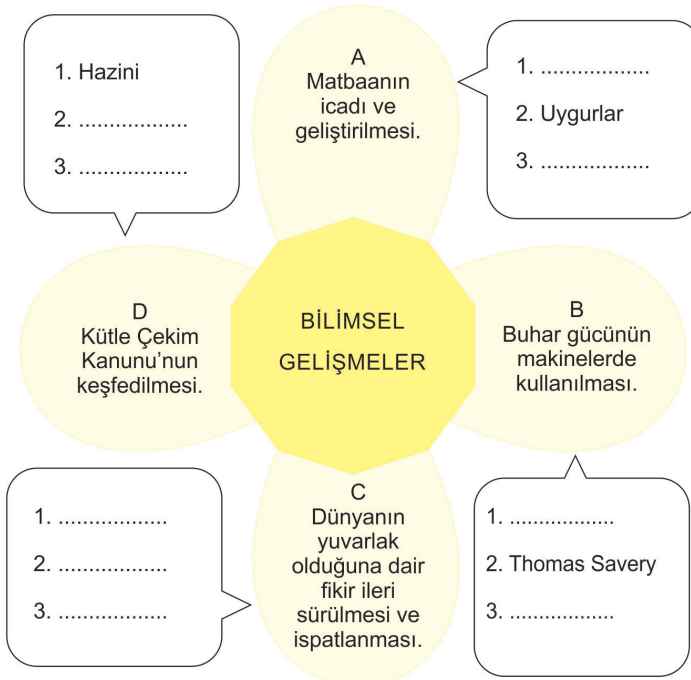 1. Hazini
2. ..................
3. ..................
A
Matbaanın
icadı ve
geliştirilmesi.
1. ..................
2. Uygurlar
3. ..................
D
Kütle Çekim
Kanunu’nun
keşfedilmesi.
BİLİMSEL
GELİŞMELER
B
Buhar gücünün
makinelerde
kullanılması.
1. ..................
2. ..................
3. ..................
C
Dünyanın
yuvarlak
olduğuna dair
fikir ileri
sürülmesi ve
ispatlanması.
1. .................
2. Thomas Savery
3. .................